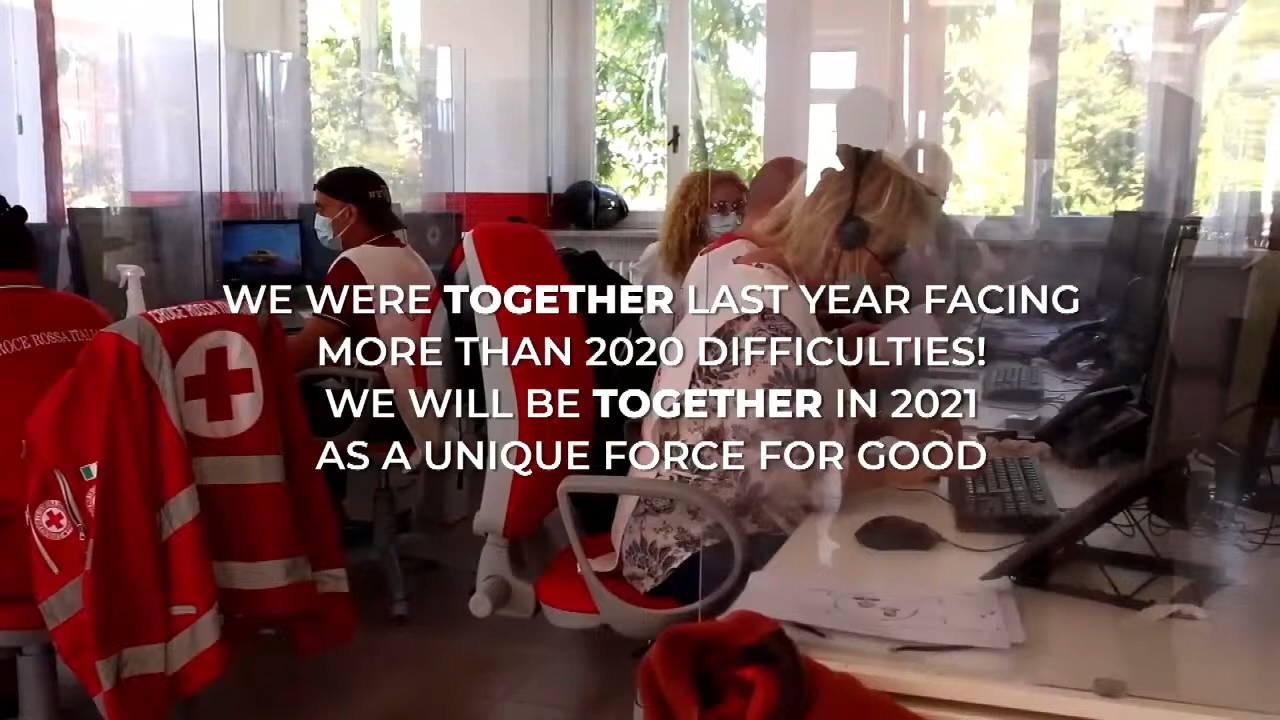 WE WERE TOGETHER LAST YEAR FACING
MORE THAN 2020 DIFFICULTIES!
WE WILL BE TOGETHER IN 2021
AS A UNIQUE FORCE FOR GOOD
CROCE ROSSA